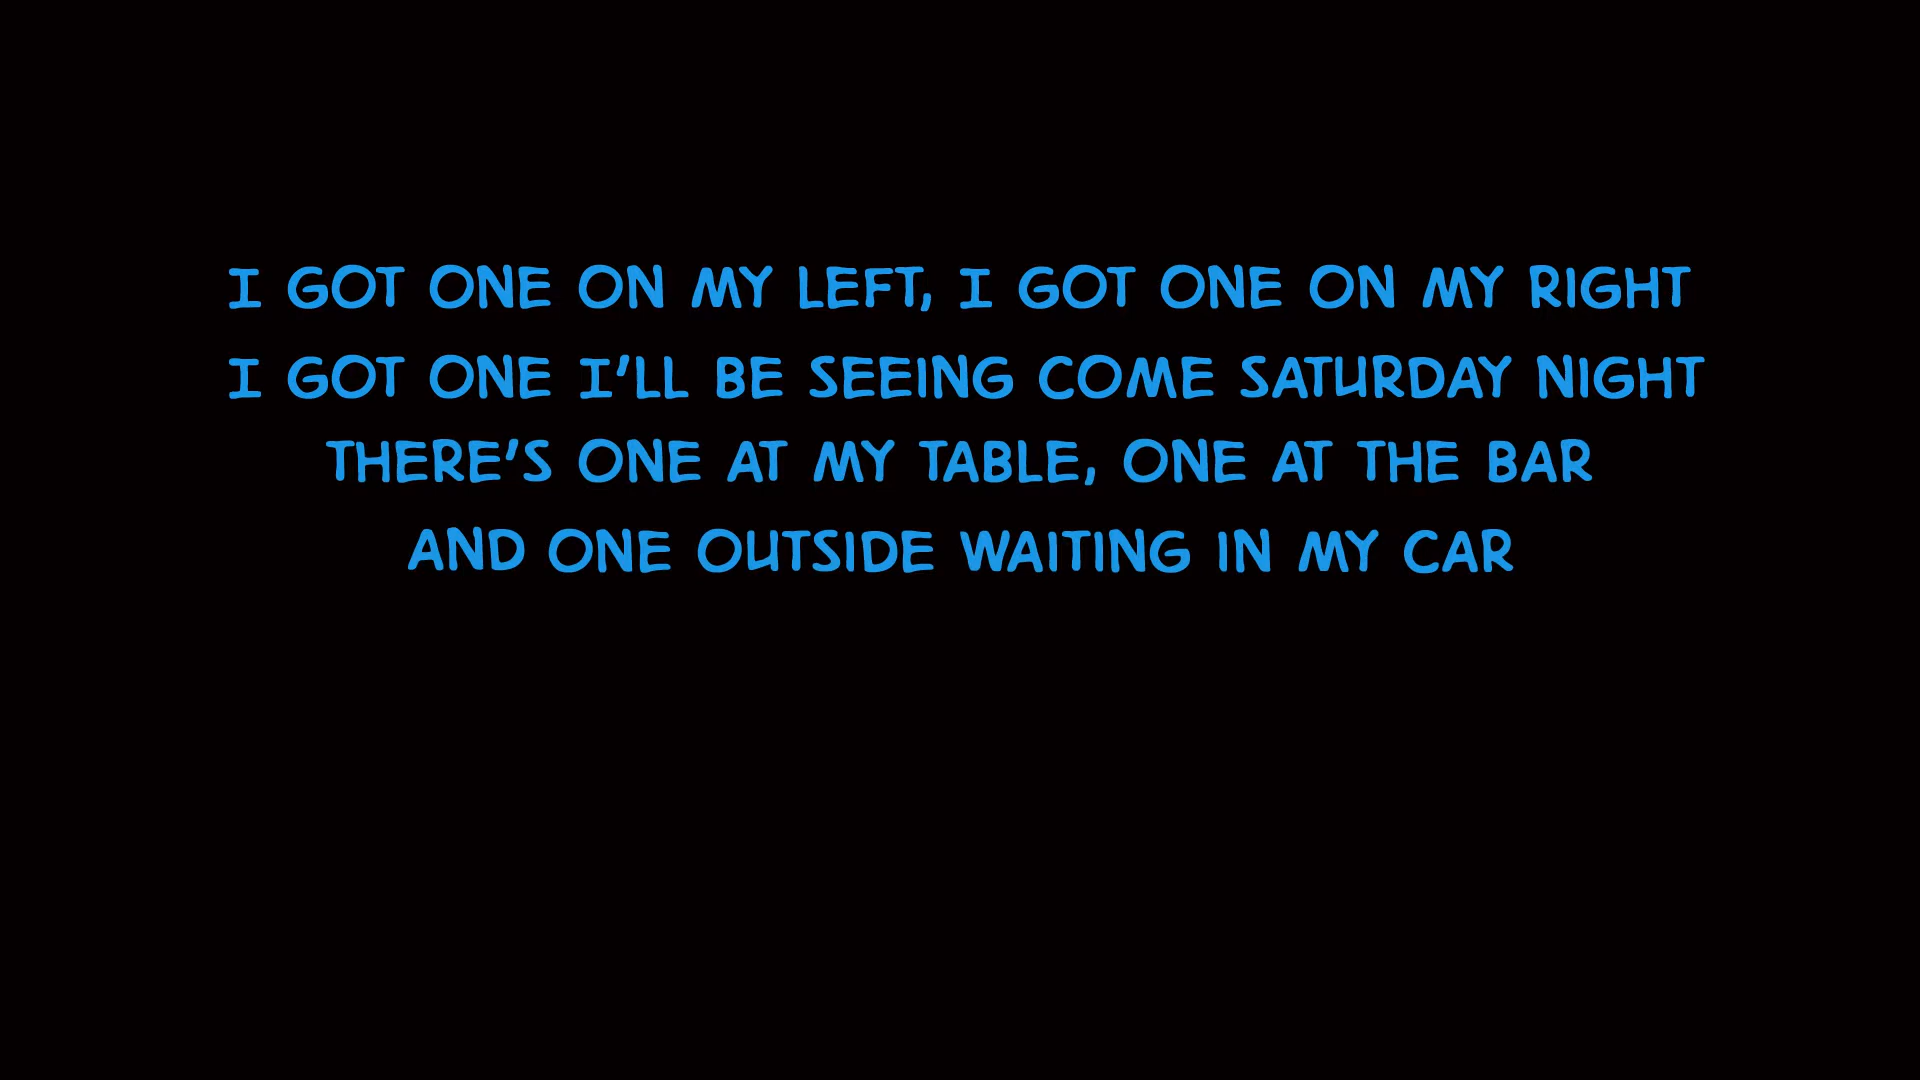 I GOT ONE ON MY LEFT, I GOT ONE ON MY RIGHT
I GOT ONE I'LL BE SEEING COME SATURDAY NIGHT
THERE'S ONE AT MY TABLE, ONE AT THE BAR
AND ONE OUTSIDE WAITING IN MY CAR